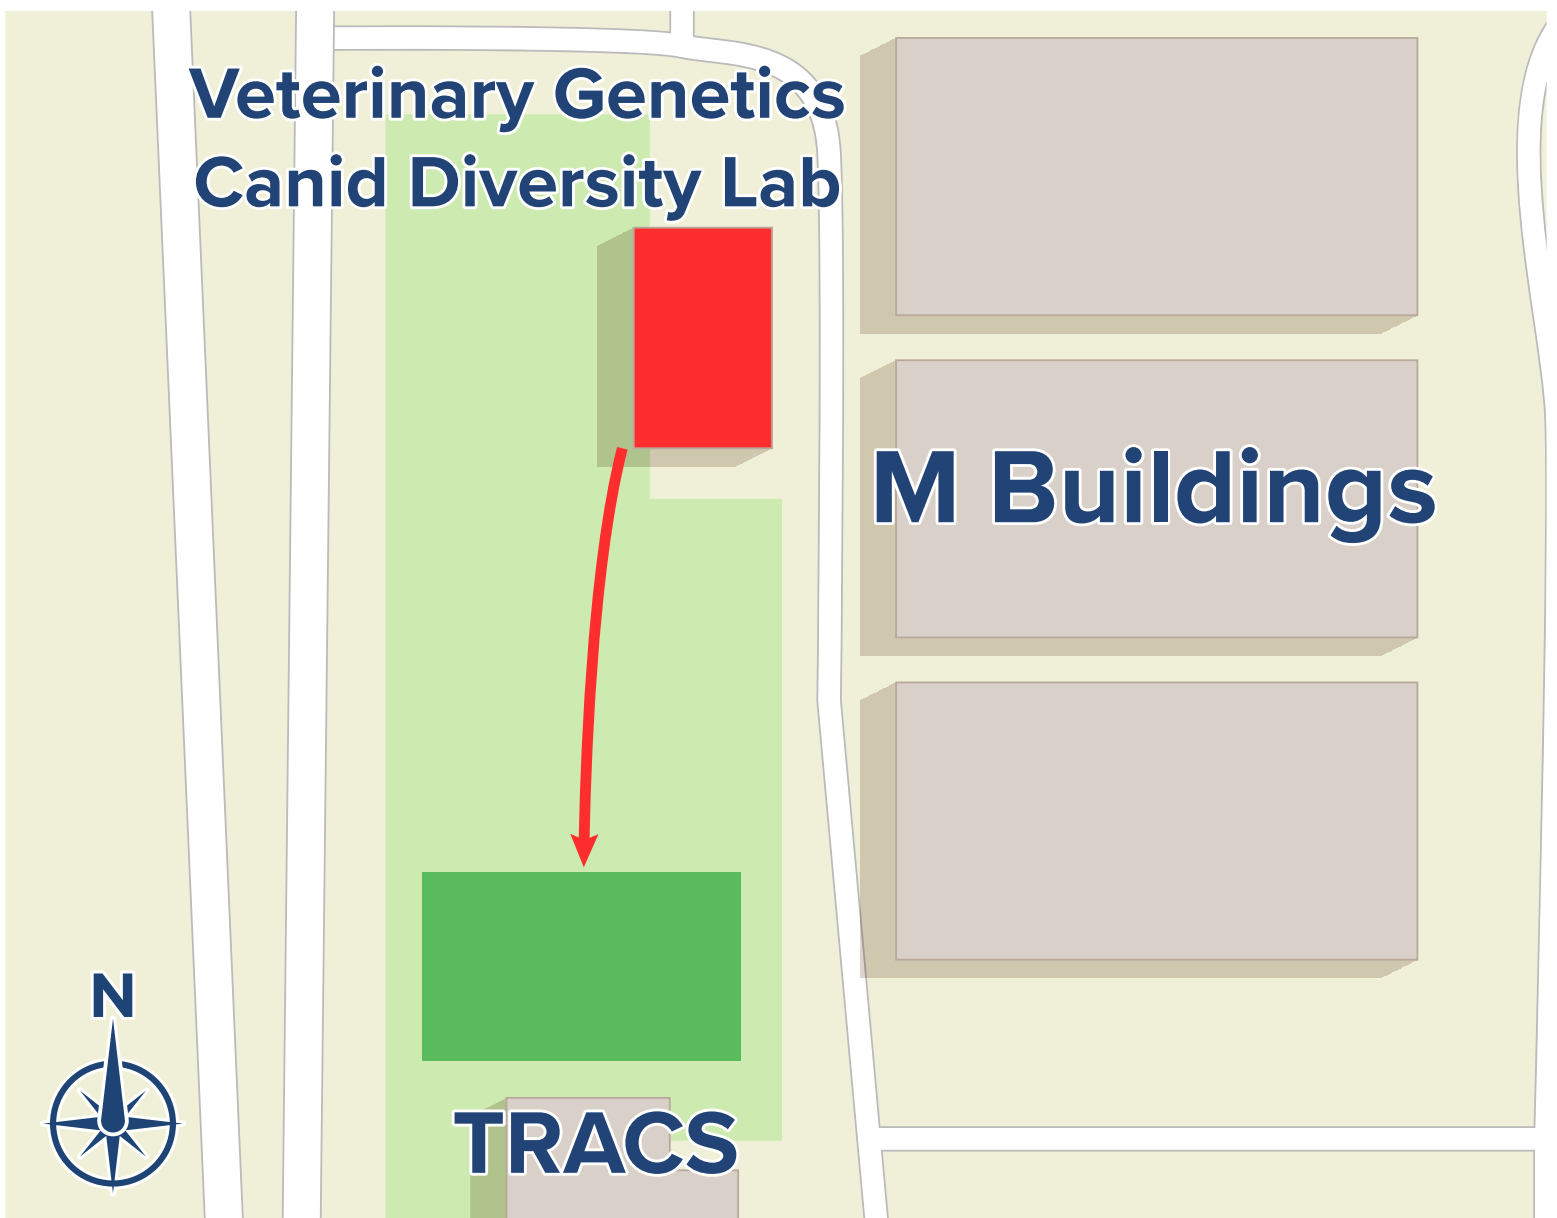 Veterinary Genetics
Canid Diversity Lab
M Buildings
N
TRACS